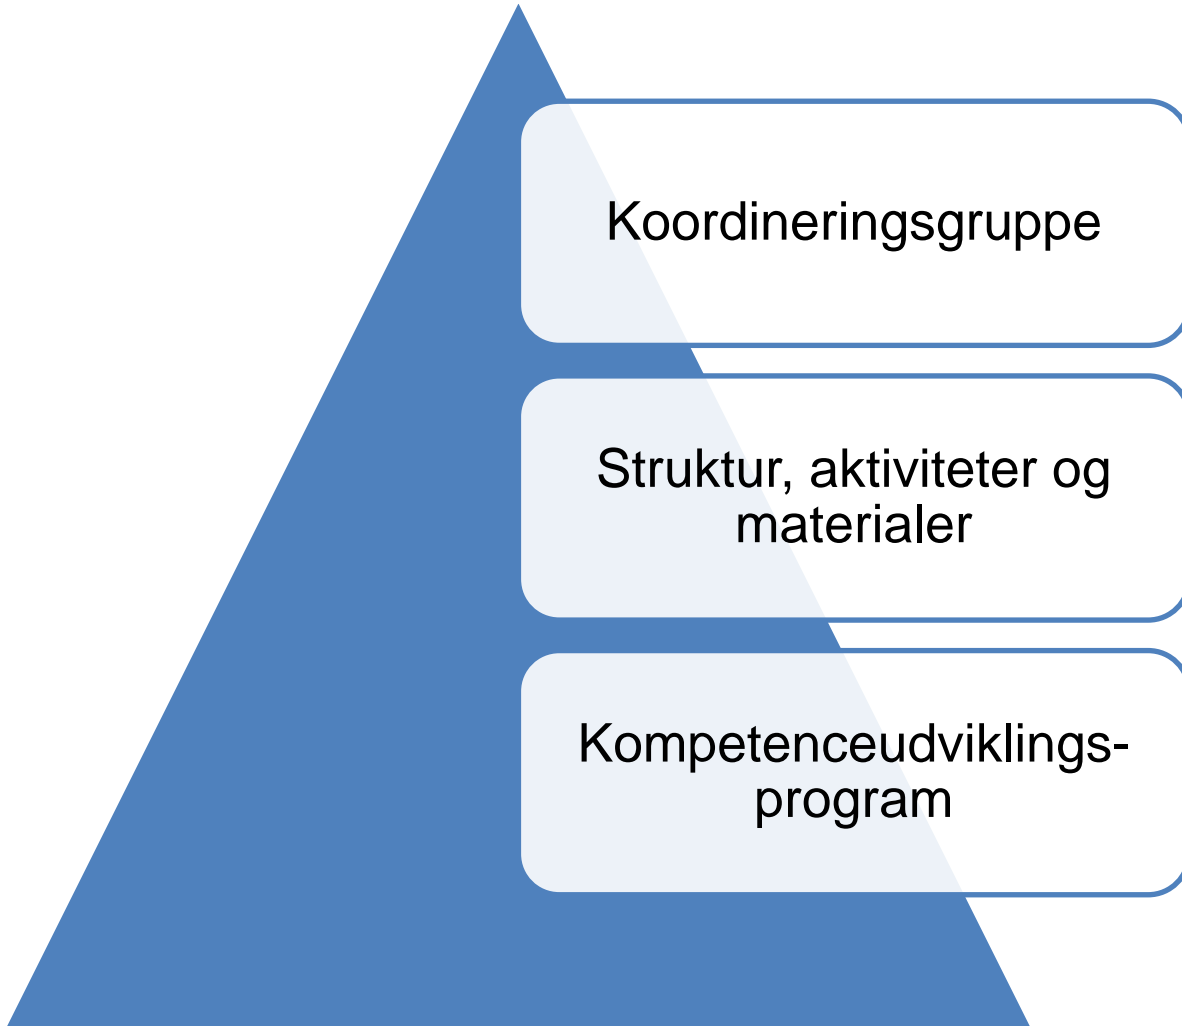 Koordineringsgruppe
Struktur, aktiviteter og
materialer
Kompetenceudviklings-
program